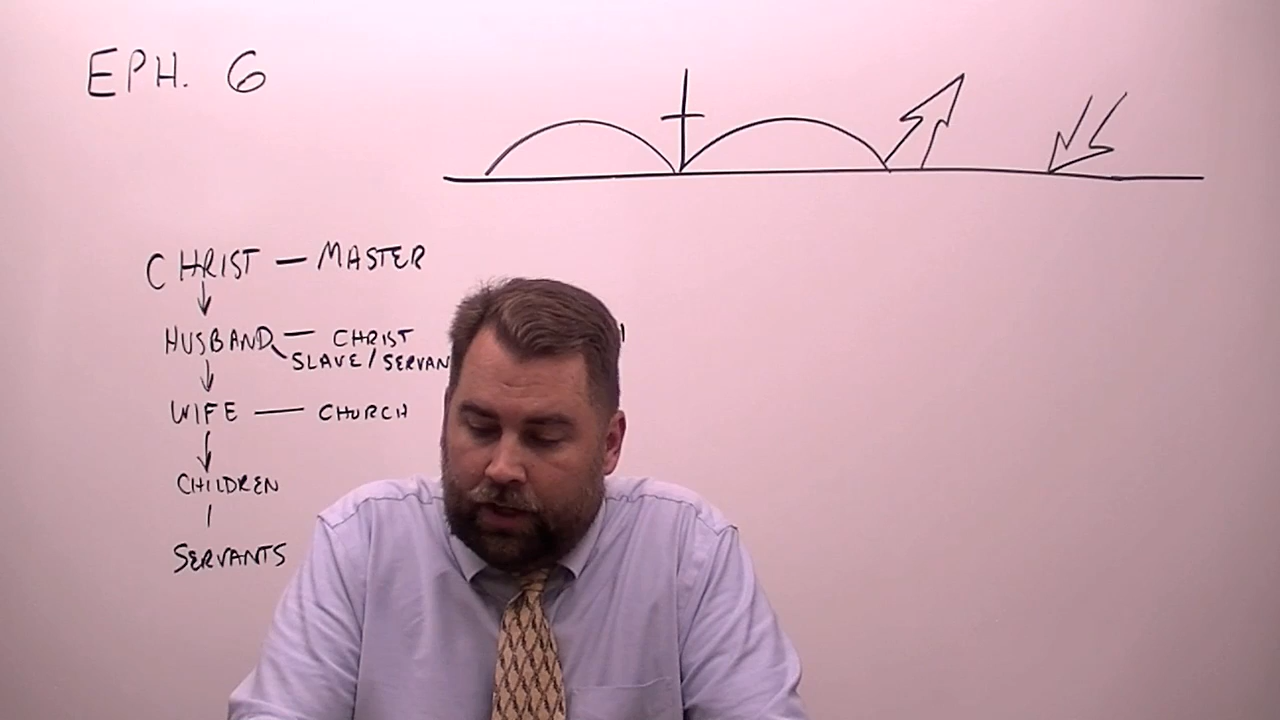 EPH. 6
CHRIST — MASTER
HUSBAND — CHRIST
SLAVE / SERVAN
WIFE — CHURCH
CHILDREN
SERVANTS